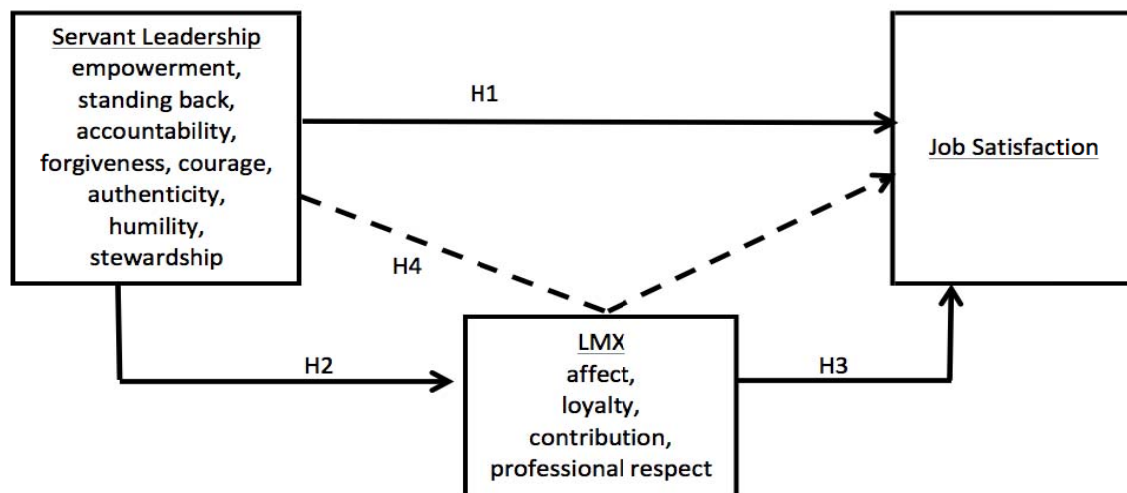 Servant Leadership
empowerment,
standing back,
accountability,
forgiveness, courage,
authenticity,
humility,
stewardship
H1
Job Satisfaction
H4
H2
LMX
affect,
loyalty,
contribution,
professional respect
H3